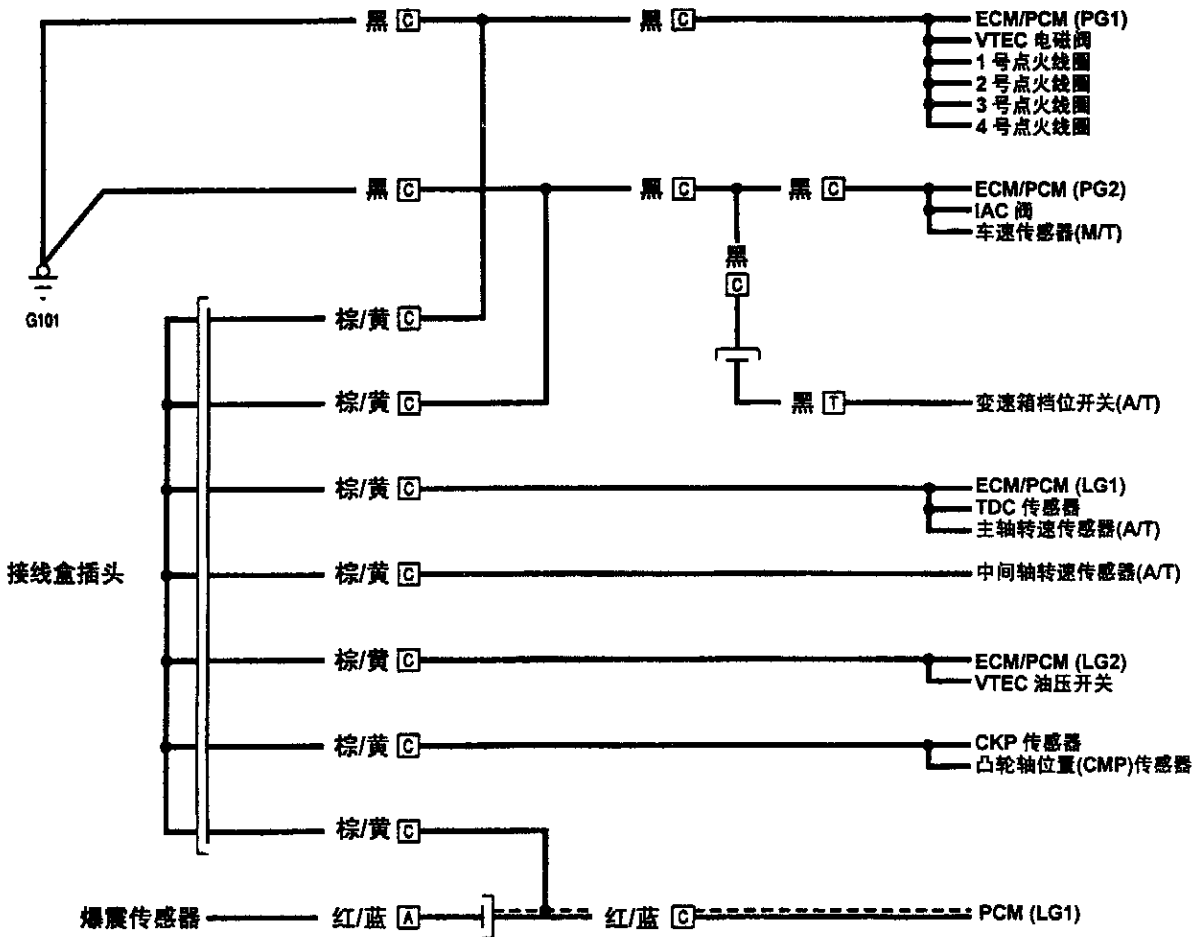 黑 C 黑 C ECM/PCM (PG1)
VTEC 电磁阀
1 号点火线圈
2 号点火线圈
3 号点火线圈
4 号点火线圈
黑 C 黑 C 黑 C ECM/PCM (PG2)
IAC 阀
车速传感器(M/T)
黑
C
G101
棕/黄 C
棕/黄 C
黑 T 变速箱档位开关(A/T)
棕/黄 C ECM/PCM (LG1)
TDC 传感器
主轴转速传感器(A/T)
接线盒插头
棕/黄 C 中间轴转速传感器(A/T)
棕/黄 C ECM/PCM (LG2)
VTEC 油压开关
棕/黄 C CKP 传感器
凸轮轴位置(CMP)传感器
棕/黄 C
爆震传感器 红/蓝 A 红/蓝 C PCM (LG1)